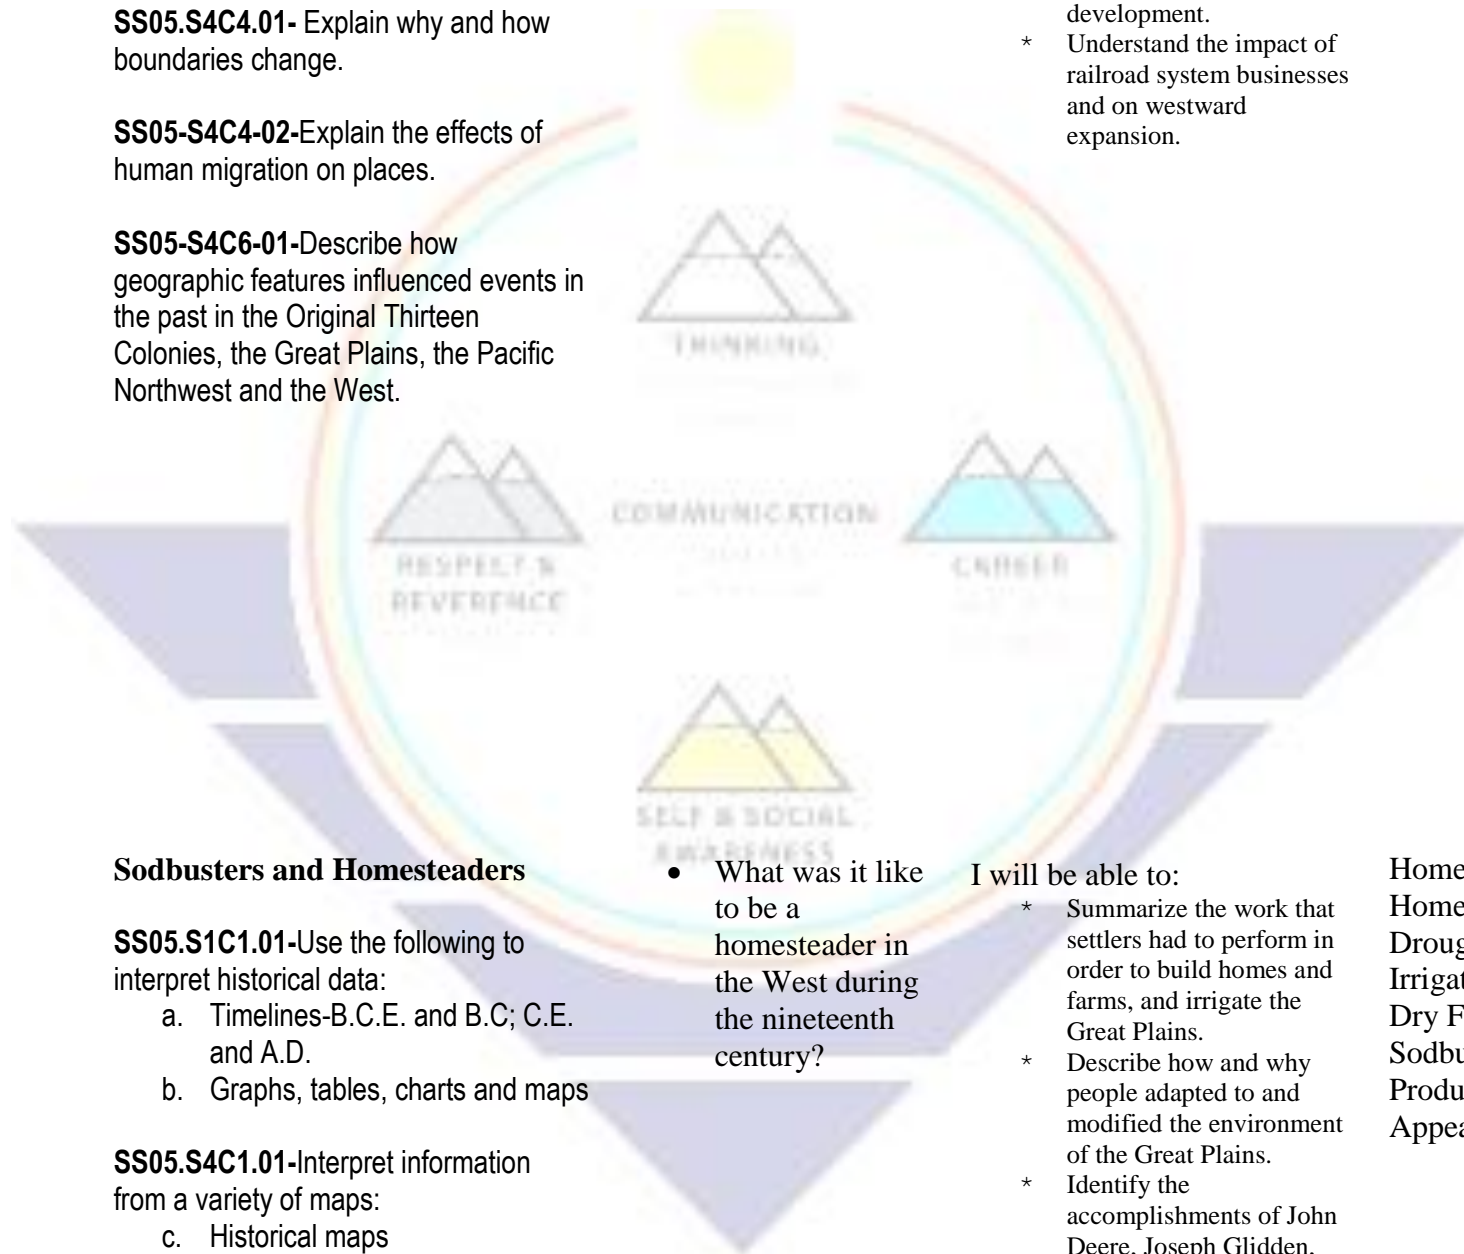 SS05.S4C4.01- Explain why and how
boundaries change.
SS05-S4C4-02-Explain the effects of
human migration on places.
SS05-S4C6-01-Describe how
geographic features influenced events in
the past in the Original Thirteen
Colonies, the Great Plains, the Pacific
Northwest and the West.
development.
* Understand the impact of
railroad system businesses
and on westward
expansion.
THINKING
RESPECT &
REVERENCE
COMMUNICATION
CAREER
SELF & SOCIAL
AWARENESS
Sodbusters and Homesteaders
SS05.S1C1.01-Use the following to
interpret historical data:
a. Timelines-B.C.E. and B.C; C.E.
and A.D.
b. Graphs, tables, charts and maps
SS05.S4C1.01-Interpret information
from a variety of maps:
c. Historical maps
• What was it like
to be a
homesteader in
the West during
the nineteenth
century?
I will be able to:
* Summarize the work that
settlers had to perform in
order to build homes and
farms, and irrigate the
Great Plains.
* Describe how and why
people adapted to and
modified the environment
of the Great Plains.
* Identify the
accomplishments of John
Deere, Joseph Glidden,
Home
Home
Droug
Irrigat
Dry F
Sodbu
Produ
Appea